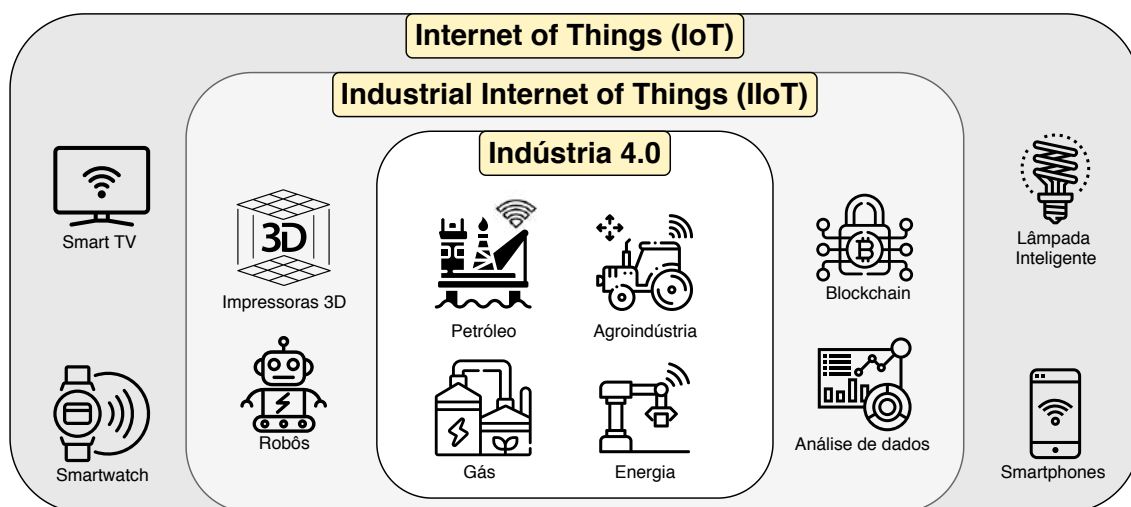 Internet of Things (IoT)
Industrial Internet of Things (IIoT)
Indústria 4.0
Smart TV
3D
Impressoras 3D
Petróleo
Agroindústria
Blockchain
Lâmpada
Inteligente
Smartwatch
Robôs
Gás
Energia
Análise de dados
Smartphones